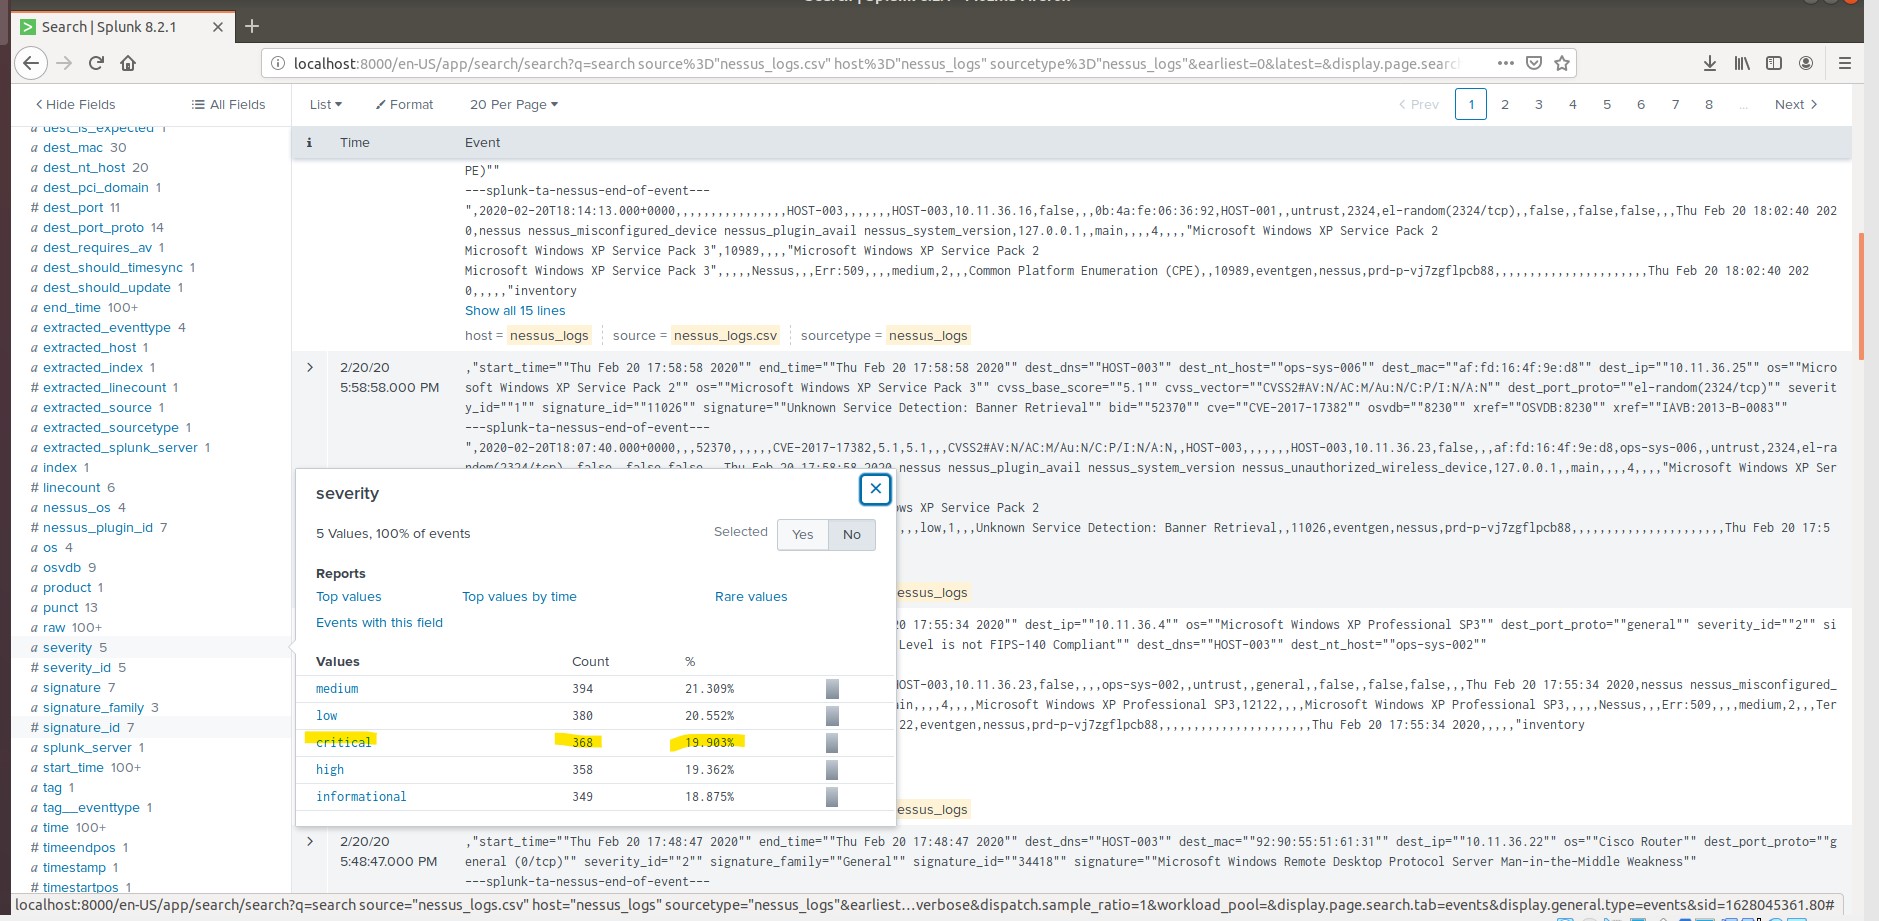 Search | Splunk 8.2.1
localhost:8000/en-US/app/search/search?q=search source%3D"nessus_logs.csv" host%3D"nessus_logs" sourcetype%3D"nessus_logs"&earliest=0&latest=&display.page.search
Hide Fields
All Fields
List
Format
20 Per Page
Prev
1
2
3
4
5
6
7
8
...
Next
i
Time
Event
a dest_is_expected 1
a dest_mac 30
a dest_nt_host 20
a dest_pci_domain 1
# dest_port 11
a dest_port_proto 14
a dest_requires_av 1
a dest_should_timesync 1
a dest_should_update 1
a end_time 100+
a extracted_eventtype 4
a extracted_host 1
a extracted_index 1
# extracted_linecount 1
a extracted_source 1
a extracted_sourcetype 1
a extracted_splunk_server 1
a index 1
# linecount 6
a nessus_os 4
# nessus_plugin_id 7
a os 4
a osvdb 9
a product 1
a punct 13
a raw 100+
a severity 5
# severity_id 5
a signature 7
a signature_family 3
# signature_id 7
a splunk_server 1
a start_time 100+
a tag 1
a tag__eventtype 1
a time 100+
# timeendpos 1
a timestamp 1
# timestartpos 1
PE)""
---splunk-ta-nessus-end-of-event---
",2020-02-20T18:14:13.000+0000,,,,,,,,,,,,,,,,HOST-003,,,,,,,HOST-003,10.11.36.16,false,,,0b:4a:fe:06:36:92,HOST-001,,untrust,2324,el-random(2324/tcp),,false,,false,false,,,Thu Feb 20 18:02:40 202
0,nessus nessus_misconfigured_device nessus_plugin_avail nessus_system_version,127.0.0.1,,main,,,,4,,,,"Microsoft Windows XP Service Pack 2
Microsoft Windows XP Service Pack 3",10989,,,,"Microsoft Windows XP Service Pack 2
Microsoft Windows XP Service Pack 3",,,,,Nessus,,,Err:509,,,,medium,2,,,Common Platform Enumeration (CPE),,10989,eventgen,nessus,prd-p-vj7zgflpcb88,,,,,,,,,,,,,,,,,,,,,,Thu Feb 20 18:02:40 202
0,,,,,"inventory
Show all 15 lines
host = nessus_logs source = nessus_logs.csv sourcetype = nessus_logs
2/20/20
5:58:58.000 PM
,"start_time=""Thu Feb 20 17:58:58 2020"" end_time=""Thu Feb 20 17:58:58 2020"" dest_dns=""HOST-003"" dest_nt_host=""ops-sys-006"" dest_mac=""af:fd:16:4f:9e:d8"" dest_ip=""10.11.36.25"" os=""Micro
soft Windows XP Service Pack 2"" os=""Microsoft Windows XP Service Pack 3"" cvss_base_score=""5.1"" cvss_vector=""CVSS2#AV:N/AC:M/Au:N/C:P/I:N/A:N"" dest_port_proto=""el-random(2324/tcp)"" severit
y_id=""1"" signature_id=""11026"" signature=""Unknown Service Detection: Banner Retrieval"" bid=""52370"" cve=""CVE-2017-17382"" osvdb=""8230"" xref=""OSVDB:8230"" xref=""IAVB:2013-B-0083""
---splunk-ta-nessus-end-of-event---
",2020-02-20T18:07:40.000+0000,,,52370,,,,,,CVE-2017-17382,5.1,5.1,,,CVSS2#AV:N/AC:M/Au:N/C:P/I:N/A:N,,HOST-003,,,,,,,HOST-003,10.11.36.23,false,,,af:fd:16:4f:9e:d8,ops-sys-006,,untrust,2324,el-ra
nessus nessus_plugin_avail nessus_system_version nessus_unauthorized_wireless_device,127.0.0.1,,main,,,,4,,,,"Microsoft Windows XP Ser
ws XP Service Pack 2
,,,low,1,,,Unknown Service Detection: Banner Retrieval,,11026,eventgen,nessus,prd-p-vj7zgflpcb88,,,,,,,,,,,,,,,,,,,,,,Thu Feb 20 17:5
essus_logs
severity
5 Values, 100% of events
Selected
Yes
No
Reports
Top values
Top values by time
Rare values
Events with this field
Values Count %
medium 394 21.309%
low 380 20.552%
critical 368 19.903%
high 358 19.362%
informational 349 18.875%
20 17:55:34 2020"" dest_ip=""10.11.36.4"" os=""Microsoft Windows XP Professional SP3"" dest_port_proto=""general"" severity_id=""2"" si
Level is not FIPS-140 Compliant"" dest_dns=""HOST-003"" dest_nt_host=""ops-sys-002""
OST-003,10.11.36.23,false,,,,ops-sys-002,,untrust,,general,,false,,false,false,,,Thu Feb 20 17:55:34 2020,nessus nessus_misconfigured_
ain,,,,4,,,,Microsoft Windows XP Professional SP3,12122,,,,Microsoft Windows XP Professional SP3,,,,,Nessus,,,Err:509,,,,medium,2,,,Ter
22,eventgen,nessus,prd-p-vj7zgflpcb88,,,,,,,,,,,,,,,,,,,,,,Thu Feb 20 17:55:34 2020,,,,,"inventory
essus_logs
2/20/20
5:48:47.000 PM
,"start_time=""Thu Feb 20 17:48:47 2020"" end_time=""Thu Feb 20 17:48:47 2020"" dest_dns=""HOST-003"" dest_mac=""92:90:55:51:61:31"" dest_ip=""10.11.36.22"" os=""Cisco Router"" dest_port_proto=""g
eneral (0/tcp)"" severity_id=""2"" signature_family=""General"" signature_id=""34418"" signature=""Microsoft Windows Remote Desktop Protocol Server Man-in-the-Middle Weakness""
---splunk-ta-nessus-end-of-event---
localhost:8000/en-US/app/search/search?q=search source="nessus_logs.csv" host="nessus_logs" sourcetype="nessus_logs"&earliest...verbose&dispatch.sample_ratio=1&workload_pool=&display.page.search.tab=events&display.general.type=events&sid=1628045361.80#